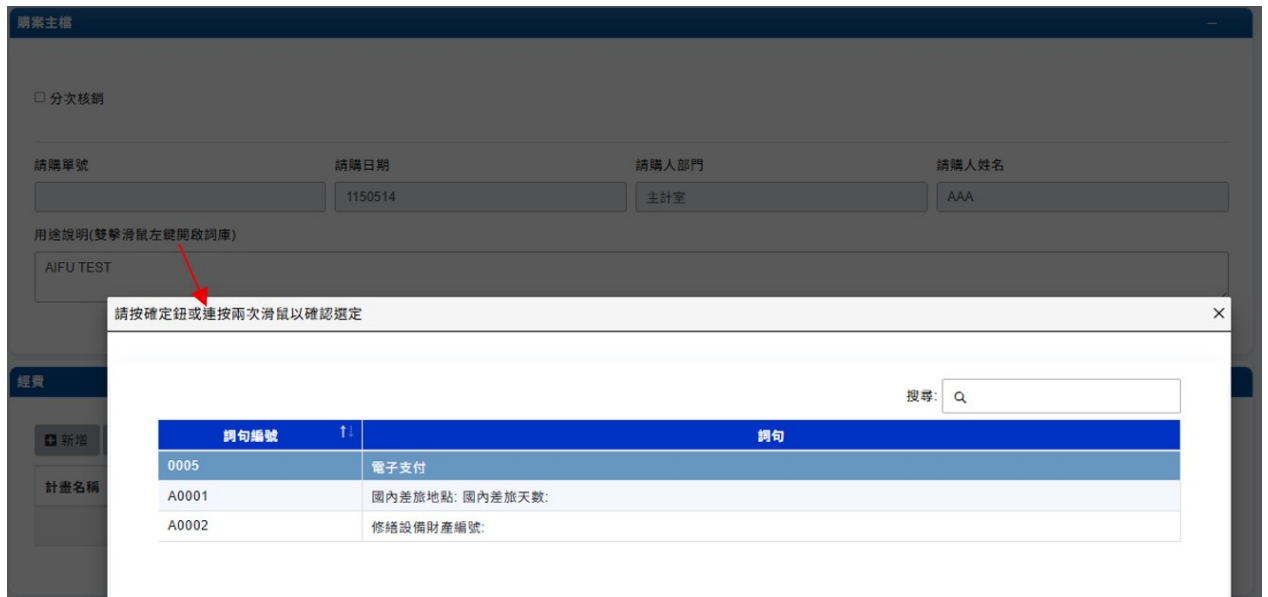 購案主檔
分次核銷
請購單號 請購日期 請購人部門 請購人姓名
1150514 主計室 AAA
用途說明(雙擊滑鼠左鍵開啟詞庫)
AIFU TEST
請按確定鈕或連按兩次滑鼠以確認選定
經費
搜尋:
新增
詞句編號 詞句
0005 電子支付
計畫名稱
A0001 國內差旅地點: 國內差旅天數:
A0002 修繕設備財產編號: